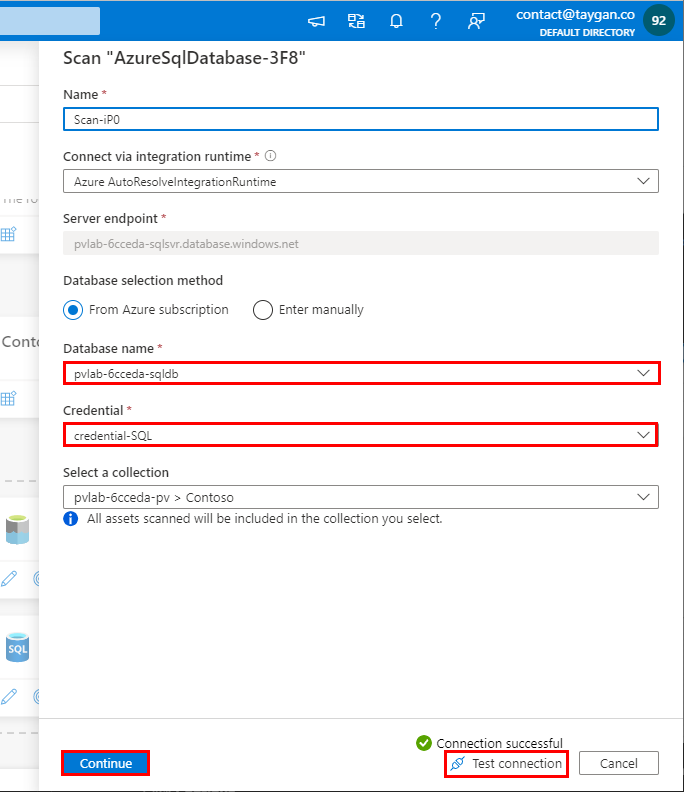 contact@taygan.co
DEFAULT DIRECTORY
92
Scan "AzureSqlDatabase-3F8"
Name *
Scan-iP0
Connect via integration runtime *
Azure AutoResolveIntegrationRuntime
Server endpoint *
pvlab-6cceda-sqlsvr.database.windows.net
Database selection method
From Azure subscription
Enter manually
Database name *
pvlab-6cceda-sqldb
Credential *
credential-SQL
Select a collection
pvlab-6cceda-pv > Contoso
All assets scanned will be included in the collection you select.
Conto
SQL
Connection successful
Continue
Test connection
Cancel